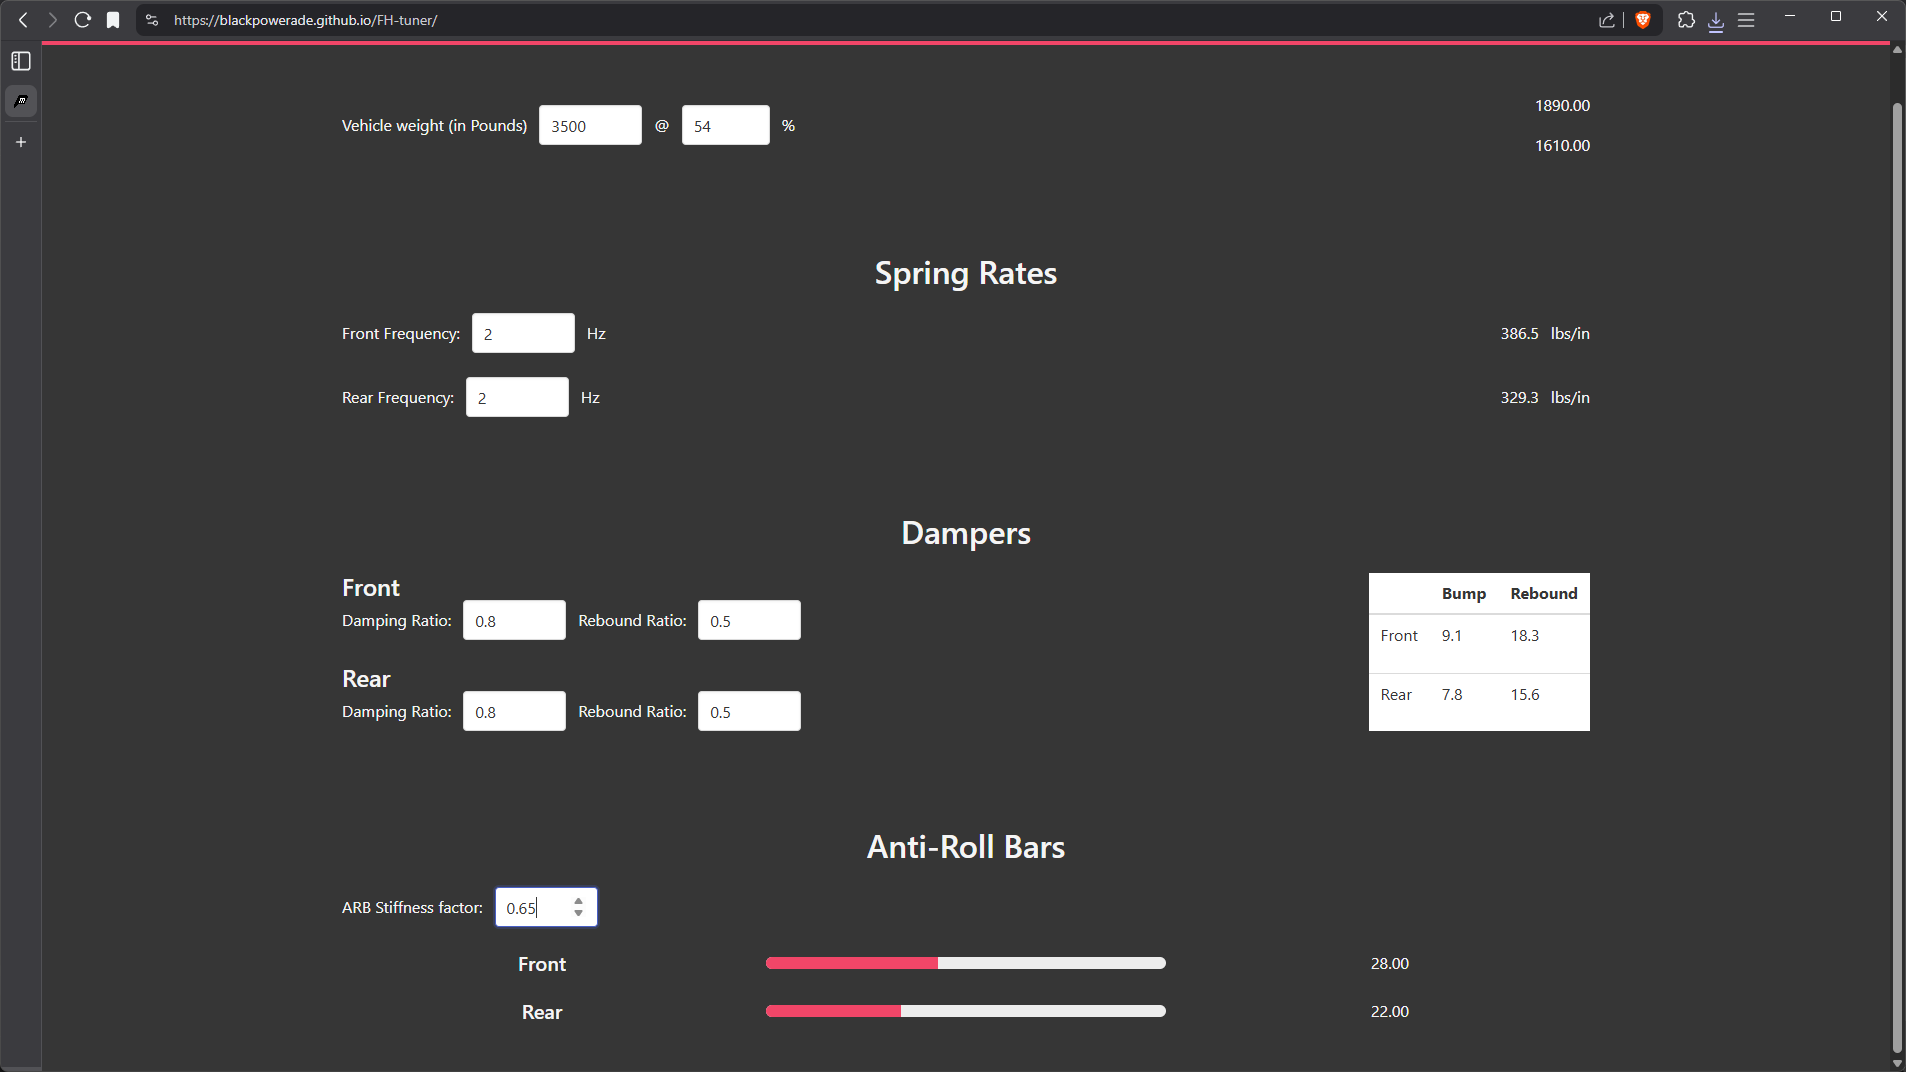 https://blackpowerade.github.io/FH-tuner/
Vehicle weight (in Pounds) 3500 @ 54 %
1890.00
1610.00
Spring Rates
Front Frequency: 2 Hz 386.5 lbs/in
Rear Frequency: 2 Hz 329.3 lbs/in
Dampers
Front
Damping Ratio: 0.8 Rebound Ratio: 0.5
Rear
Damping Ratio: 0.8 Rebound Ratio: 0.5
Bump Rebound
Front 9.1 18.3
Rear 7.8 15.6
Anti-Roll Bars
ARB Stiffness factor: 0.65
Front 28.00
Rear 22.00